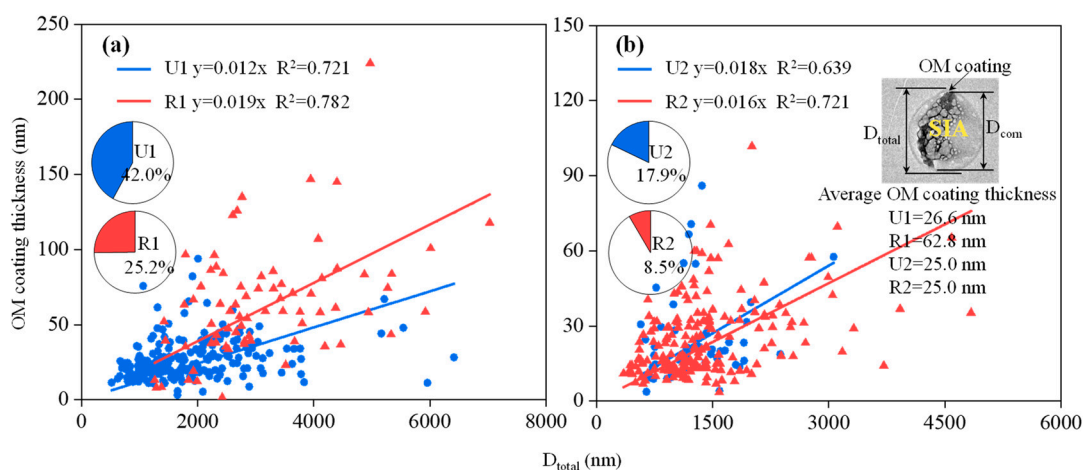 (a)
U1 y=0.012x R²=0.721
R1 y=0.019x R²=0.782
U1
42.0%
R1
25.2%
OM coating thickness (nm)
250
200
150
100
50
0
0 2000 4000 6000 8000
(b)
U2 y=0.018x R²=0.639
R2 y=0.016x R²=0.721
U2
17.9%
R2
8.5%
OM coating
SIA
D_total
D_com
Average OM coating thickness
U1=26.6 nm
R1=62.8 nm
U2=25.0 nm
R2=25.0 nm
150
120
90
60
30
0
0 1500 3000 4500 6000
D_total (nm)